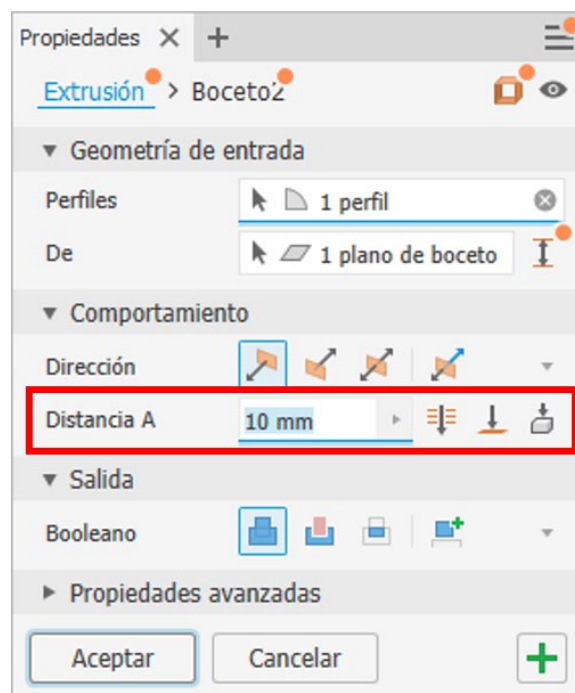 Propiedades × +
Extrusión > Boceto2
Geometría de entrada
Perfiles 1 perfil
De 1 plano de boceto
Comportamiento
Dirección
Distancia A 10 mm
Salida
Booleano
Propiedades avanzadas
Aceptar Cancelar